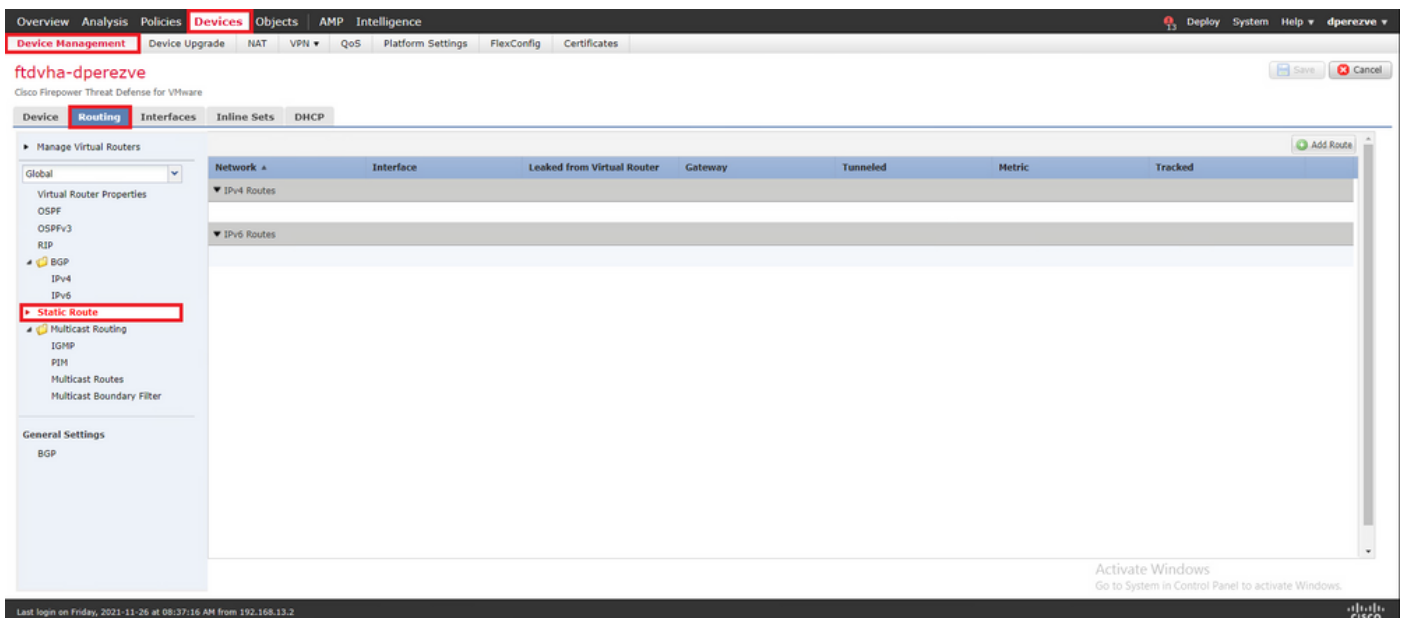 Overview Analysis Policies Devices Objects AMP Intelligence 13 Deploy System Help dperezve
Device Management Device Upgrade NAT VPN QoS Platform Settings FlexConfig Certificates
ftdvha-dperezve
Save Cancel
Cisco Firepower Threat Defense for VMware
Device Routing Interfaces Inline Sets DHCP
Manage Virtual Routers
Add Route
Global
Network Interface Leaked from Virtual Router Gateway Tunneled Metric Tracked
IPv4 Routes
IPv6 Routes
Virtual Router Properties
OSPF
OSPFv3
RIP
BGP
IPv4
IPv6
Static Route
Multicast Routing
IGMP
PIM
Multicast Routes
Multicast Boundary Filter
General Settings
BGP
Activate Windows
Go to System in Control Panel to activate Windows.
Last login on Friday, 2021-11-26 at 08:37:16 AM from 192.168.13.2
CISCO